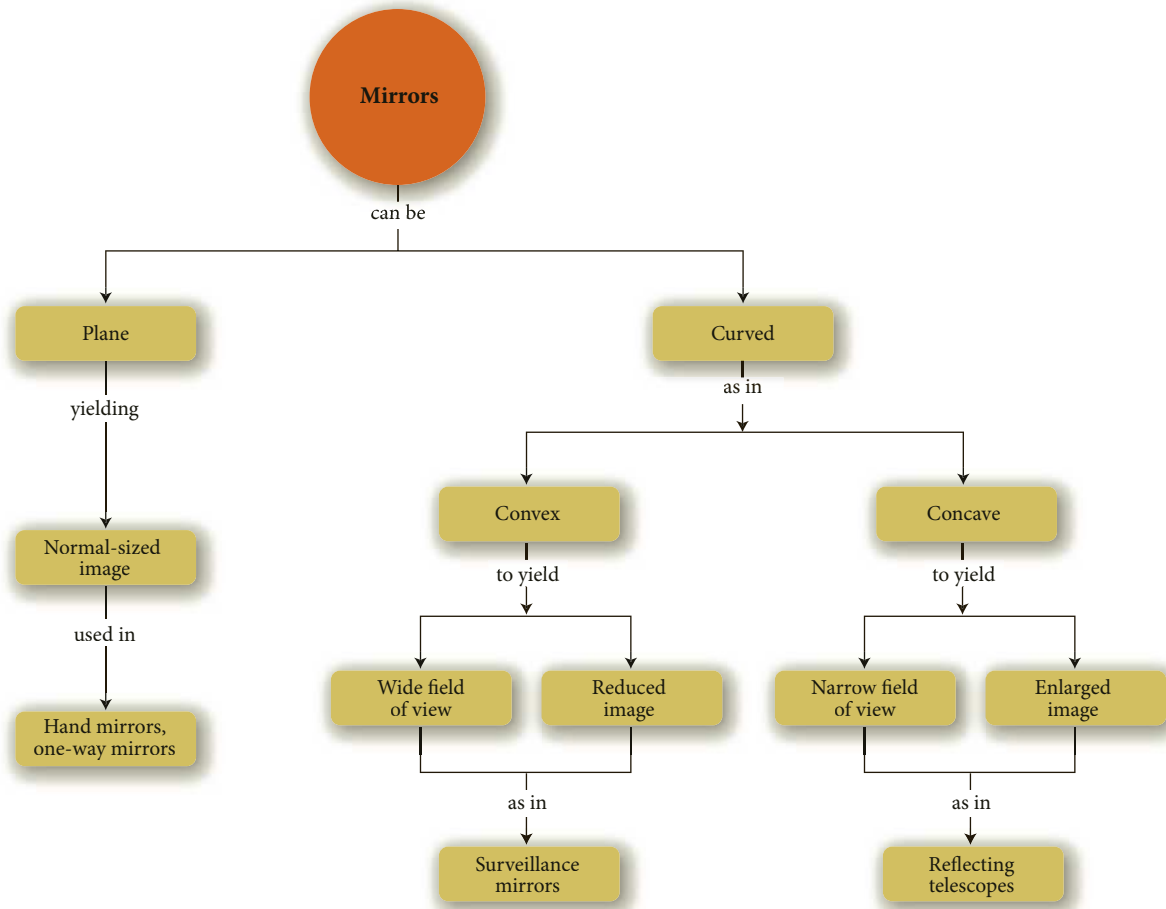 Mirrors
can be
Plane
Curved
yielding
as in
Convex
Concave
Normal-sized
image
to yield
to yield
used in
Wide field
of view
Reduced
image
Narrow field
of view
Enlarged
image
Hand mirrors,
one-way mirrors
as in
as in
Surveillance
mirrors
Reflecting
telescopes